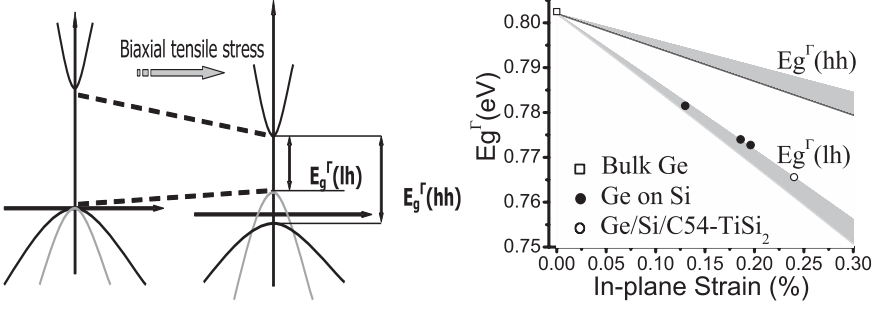 Biaxial tensile stress
E_g^Γ(lh)
E_g^Γ(hh)
Eg^Γ(eV)
0.80
0.79
0.78
0.77
0.76
0.75
Eg^Γ(hh)
Eg^Γ(lh)
Bulk Ge
Ge on Si
Ge/Si/C54-TiSi₂
0.00 0.05 0.10 0.15 0.20 0.25 0.30
In-plane Strain (%)